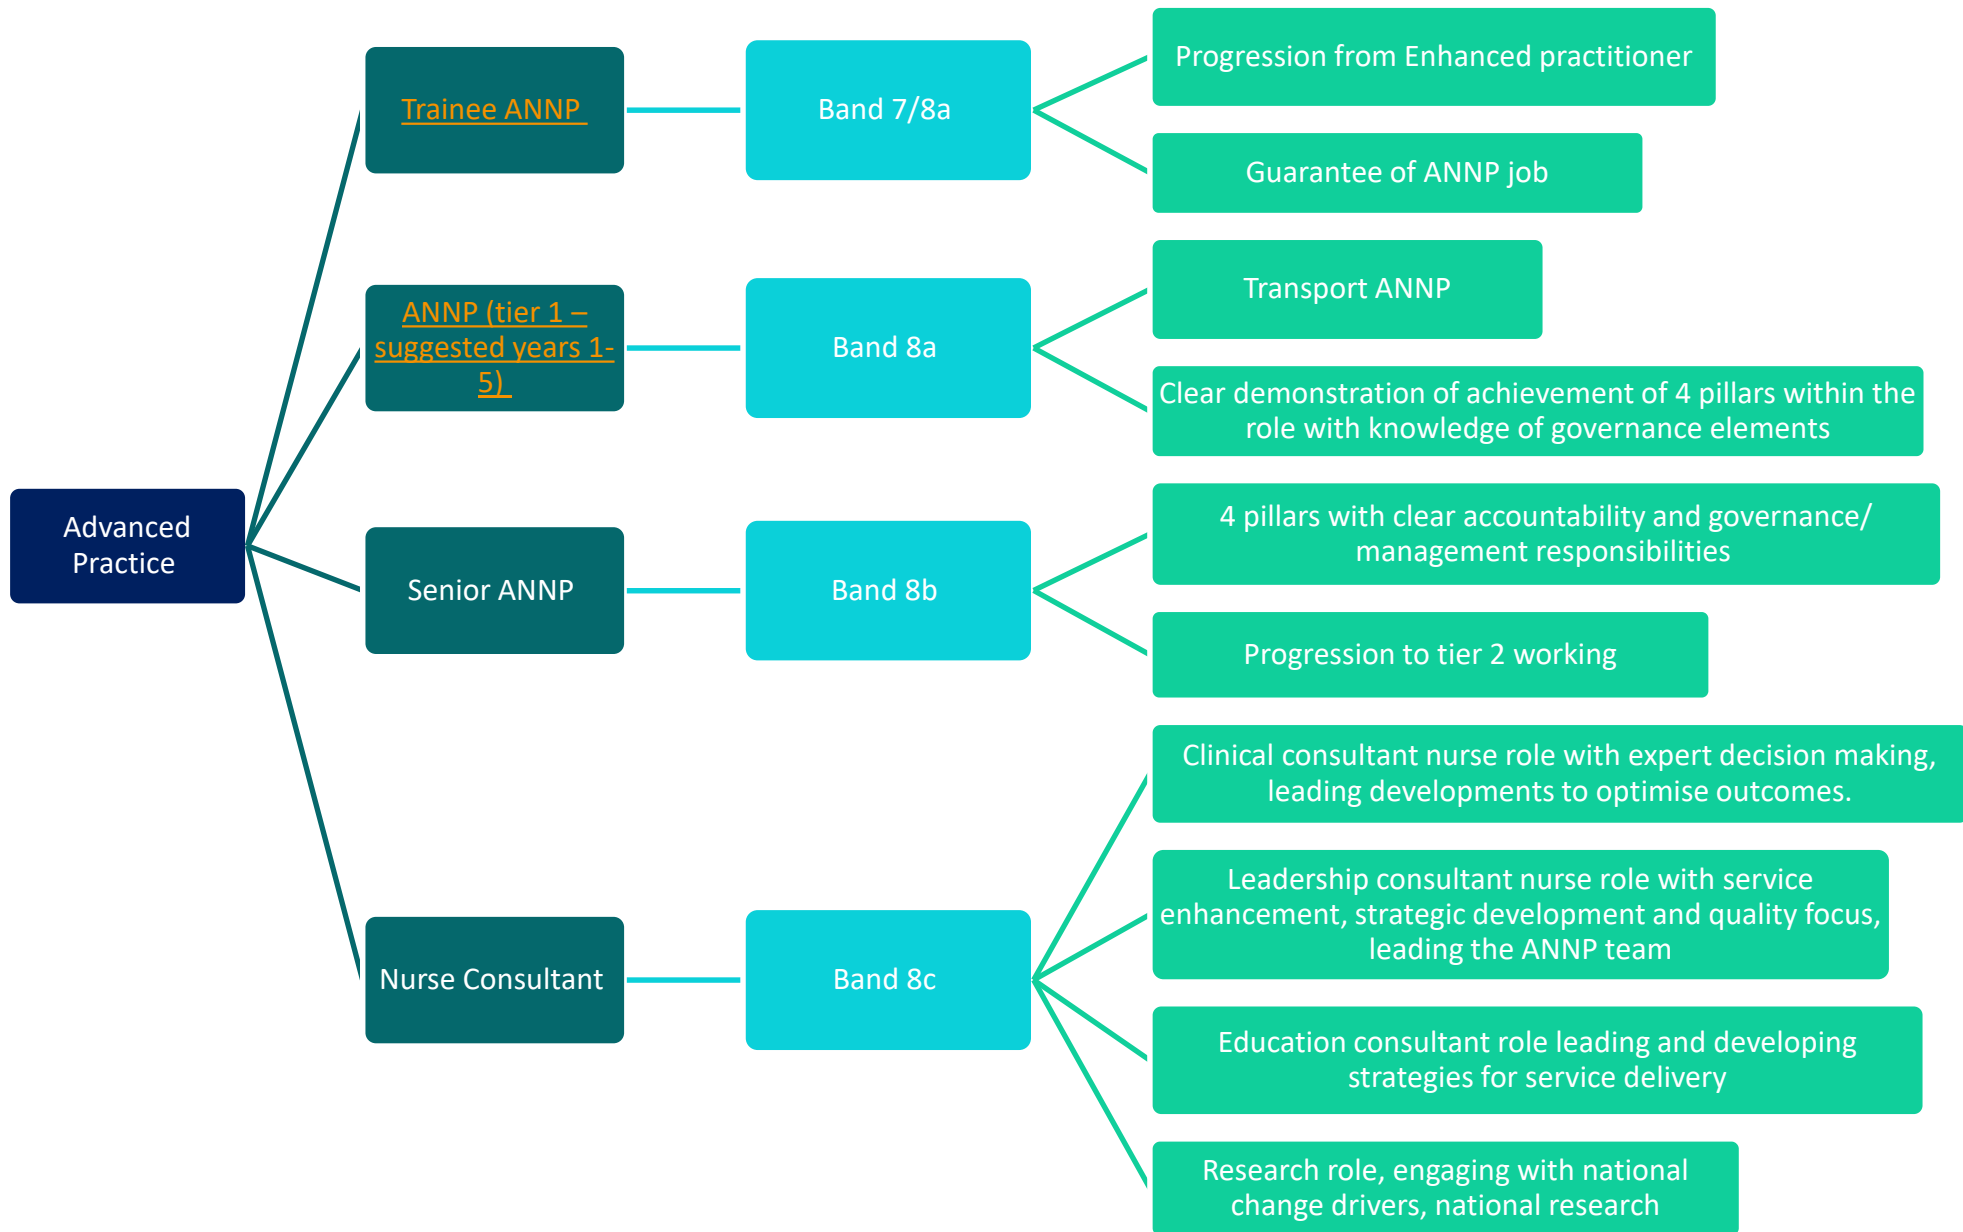 Advanced
Practice
Trainee ANNP
Band 7/8a
Progression from Enhanced practitioner
Guarantee of ANNP job
ANNP (tier 1 –
suggested years 1-
5)
Band 8a
Transport ANNP
Clear demonstration of achievement of 4 pillars within the
role with knowledge of governance elements
Senior ANNP
Band 8b
4 pillars with clear accountability and governance/
management responsibilities
Progression to tier 2 working
Nurse Consultant
Band 8c
Clinical consultant nurse role with expert decision making,
leading developments to optimise outcomes.
Leadership consultant nurse role with service
enhancement, strategic development and quality focus,
leading the ANNP team
Education consultant role leading and developing
strategies for service delivery
Research role, engaging with national
change drivers, national research